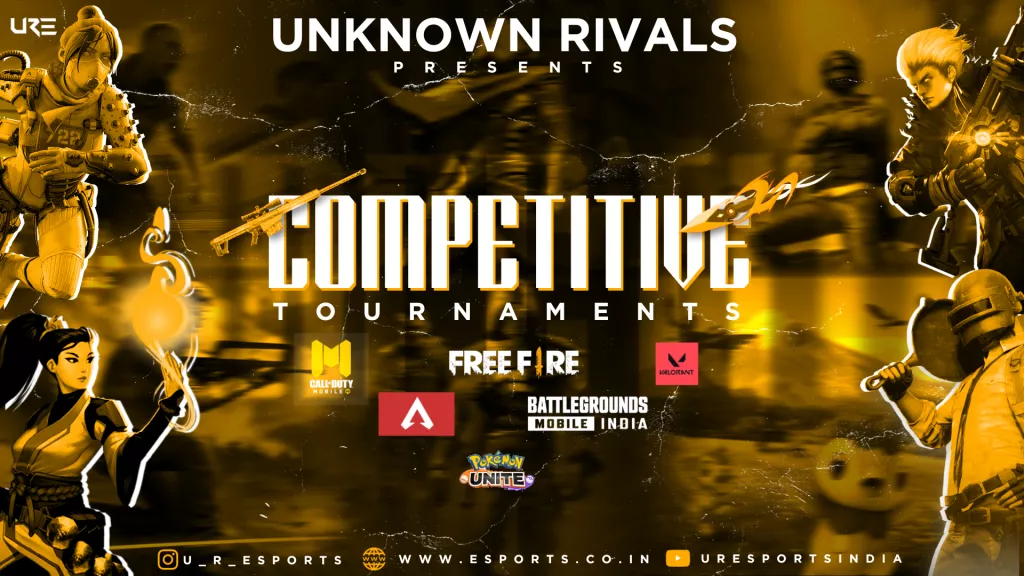 URE
UNKNOWN RIVALS
PRESENTS
22
COMPETITIVE
TOURNAMENTS
CALL OF DUTY
MOBILE
FREE FIRE
VALORANT
BATTLEGROUNDS
MOBILE INDIA
POKÉMON
UNITE
U_R_ESPORTS WWW.ESPORTS.CO.IN URESPORTSINDIA